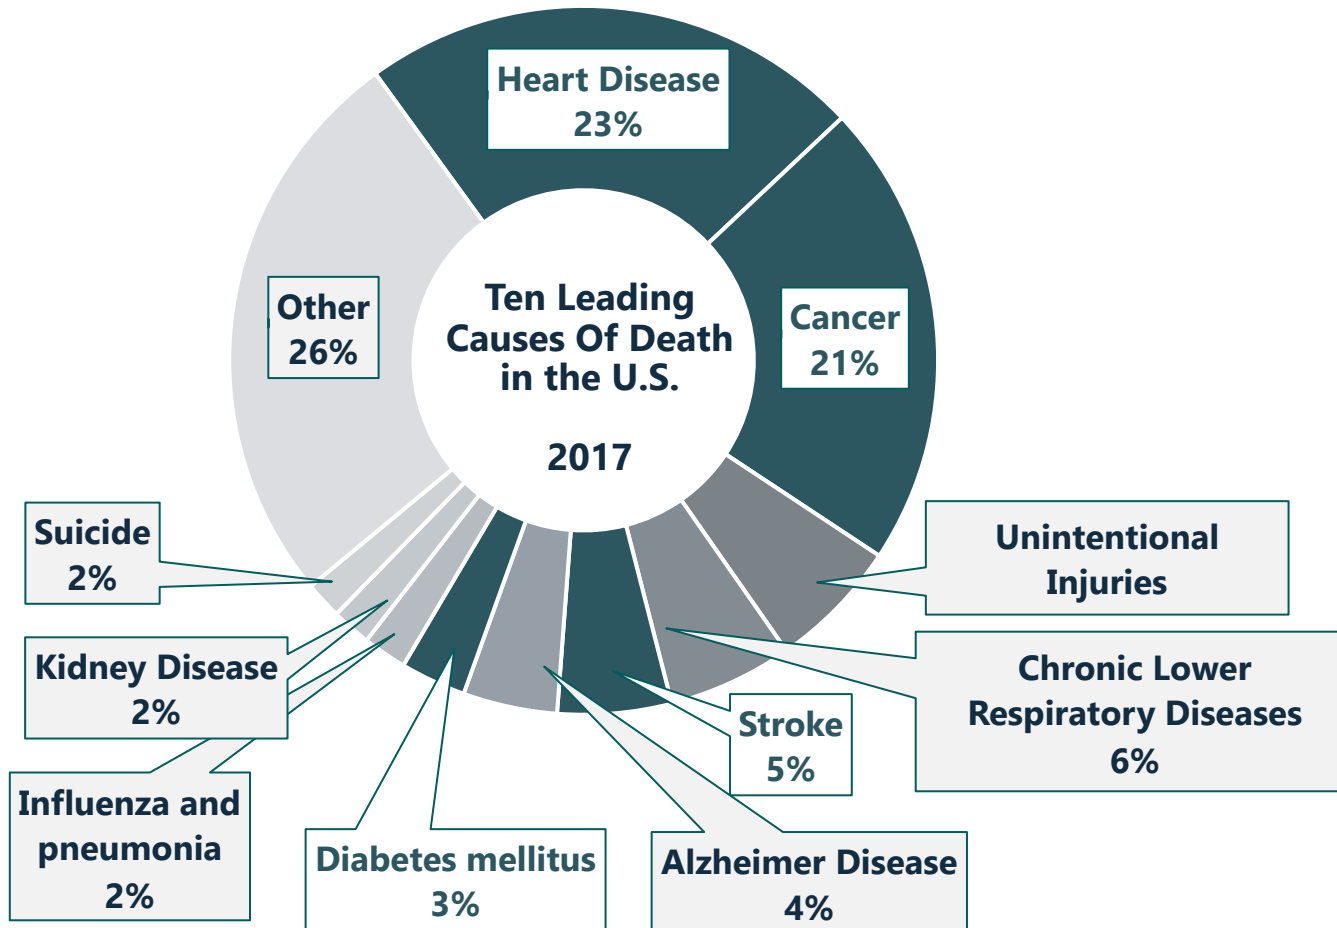 Heart Disease
23%
Ten Leading
Causes Of Death
in the U.S.
2017
Cancer
21%
Other
26%
Unintentional
Injuries
Chronic Lower
Respiratory Diseases
6%
Stroke
5%
Alzheimer Disease
4%
Diabetes mellitus
3%
Influenza and
pneumonia
2%
Kidney Disease
2%
Suicide
2%